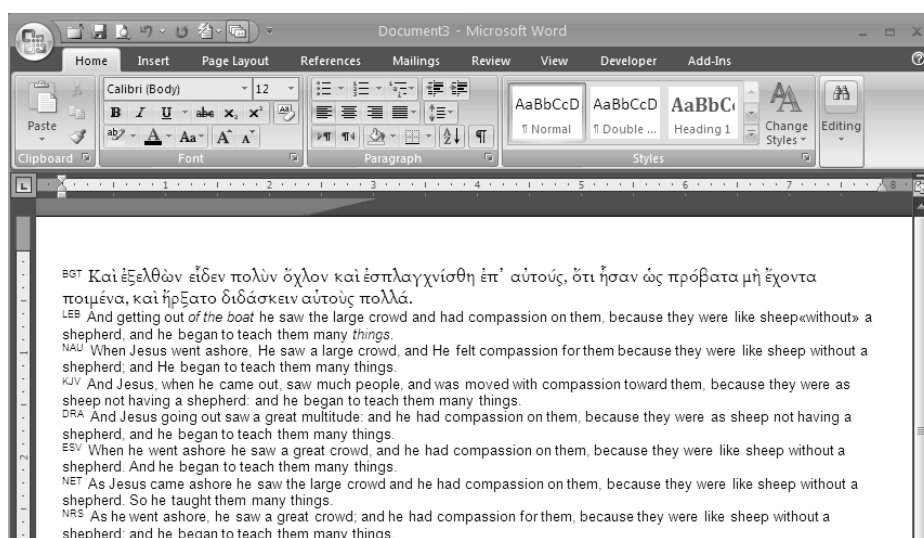 Document3 - Microsoft Word
Home Insert Page Layout References Mailings Review View Developer Add-Ins
Calibri (Body) 12
AaBbCcD AaBbCcD AaBbC
Paste
B I U abc x₂ x²
¶ Normal ¶ Double ... Heading 1
Change Styles
Editing
Clipboard Font Paragraph Styles
1 2 3 4 5 6 7 8
BGT Καὶ ἐξελθὼν εἶδεν πολὺν ὄχλον καὶ ἐσπλαγχνίσθη ἐπ᾽ αὐτούς, ὅτι ἦσαν ὡς πρόβατα μὴ ἔχοντα
ποιμένα, καὶ ἤρξατο διδάσκειν αὐτοὺς πολλά.
LEB And getting out of the boat he saw the large crowd and had compassion on them, because they were like sheep«without» a
shepherd, and he began to teach them many things.
NAU When Jesus went ashore, He saw a large crowd, and He felt compassion for them because they were like sheep without a
shepherd; and He began to teach them many things.
KJV And Jesus, when he came out, saw much people, and was moved with compassion toward them, because they were as
sheep not having a shepherd: and he began to teach them many things.
DRA And Jesus going out saw a great multitude: and he had compassion on them, because they were as sheep not having a
shepherd, and he began to teach them many things.
ESV When he went ashore he saw a great crowd, and he had compassion on them, because they were like sheep without a
shepherd. And he began to teach them many things.
NET As Jesus came ashore he saw the large crowd and he had compassion on them, because they were like sheep without a
shepherd. So he taught them many things.
NRS As he went ashore, he saw a great crowd; and he had compassion for them, because they were like sheep without a
shepherd; and he began to teach them many things.